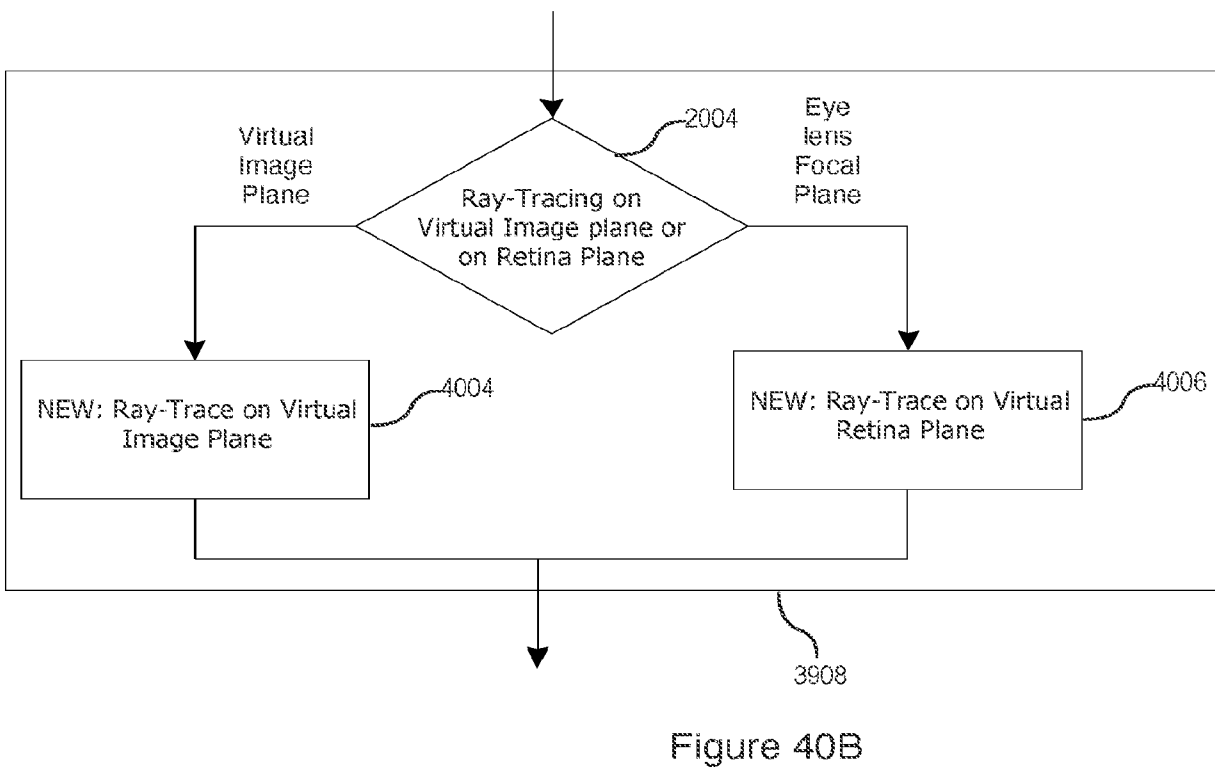 Virtual
Image
Plane
2004
Eye
lens
Focal
Plane
Ray-Tracing on
Virtual Image plane or
on Retina Plane
NEW: Ray-Trace on Virtual
Image Plane
4004
NEW: Ray-Trace on Virtual
Retina Plane
4006
3908
Figure 40B